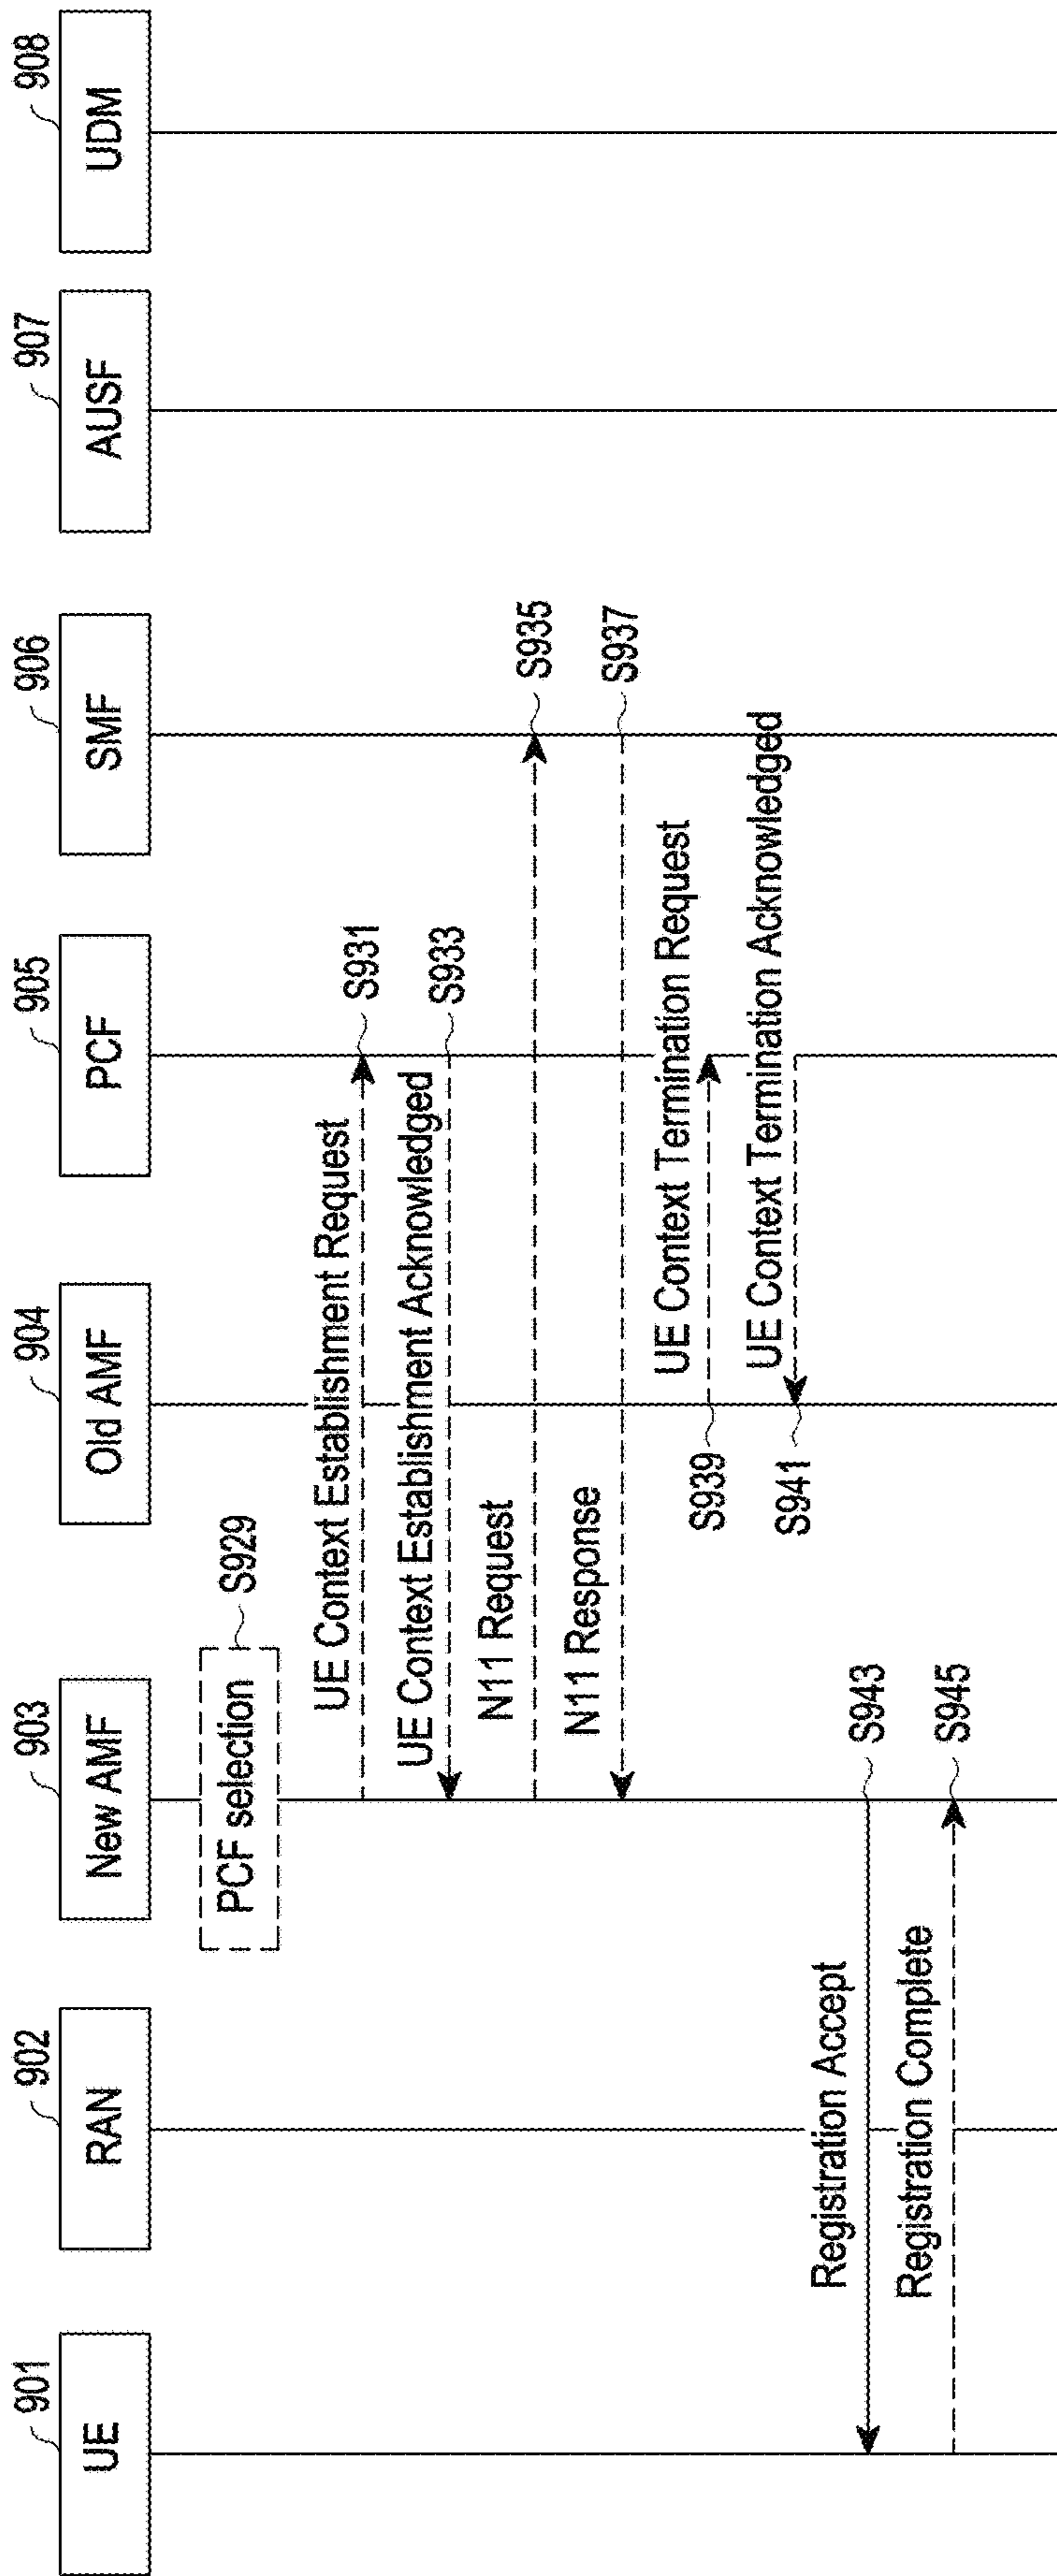 901
902
903
904
905
906
907
908
UE
RAN
New AMF
Old AMF
PCF
SMF
AUSF
UDM
PCF selection
S929
UE Context Establishment Request
S931
UE Context Establishment Acknowledged
S933
N11 Request
S935
N11 Response
S937
UE Context Termination Request
S939
UE Context Termination Acknowledged
S941
Registration Accept
S943
Registration Complete
S945